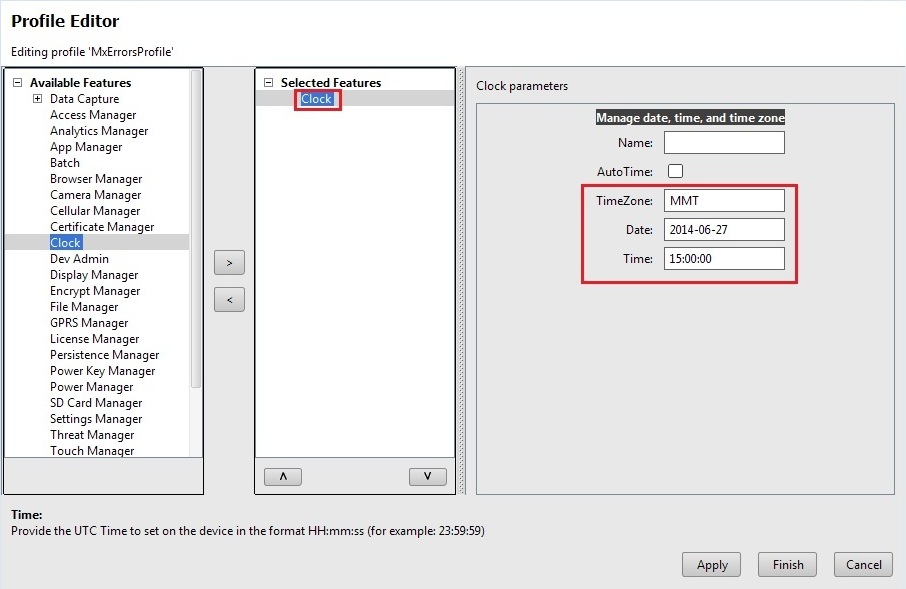 Profile Editor
Editing profile 'MxErrorsProfile'
Available Features
Data Capture
Access Manager
Analytics Manager
App Manager
Batch
Browser Manager
Camera Manager
Cellular Manager
Certificate Manager
Clock
Dev Admin
Display Manager
Encrypt Manager
File Manager
GPRS Manager
License Manager
Persistence Manager
Power Key Manager
Power Manager
SD Card Manager
Settings Manager
Threat Manager
Touch Manager
>
<
Selected Features
Clock
Λ
V
Clock parameters
Manage date, time, and time zone
Name:
AutoTime:
TimeZone: MMT
Date: 2014-06-27
Time: 15:00:00
Time:
Provide the UTC Time to set on the device in the format HH:mm:ss (for example: 23:59:59)
Apply Finish Cancel